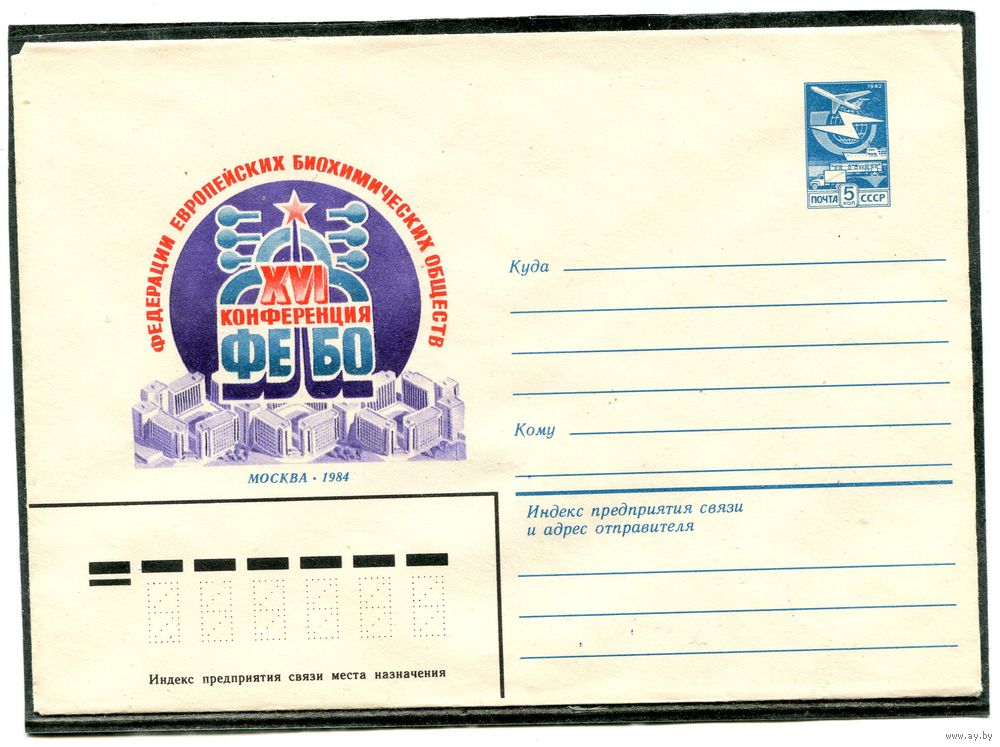 1982
ПОЧТА 5 КОП СССР
ФЕДЕРАЦИИ ЕВРОПЕЙСКИХ БИОХИМИЧЕСКИХ ОБЩЕСТВ
XVI
КОНФЕРЕНЦИЯ
ФЕБО
МОСКВА · 1984
Куда
Кому
Индекс предприятия связи
и адрес отправителя
Индекс предприятия связи места назначения
www.ay.by